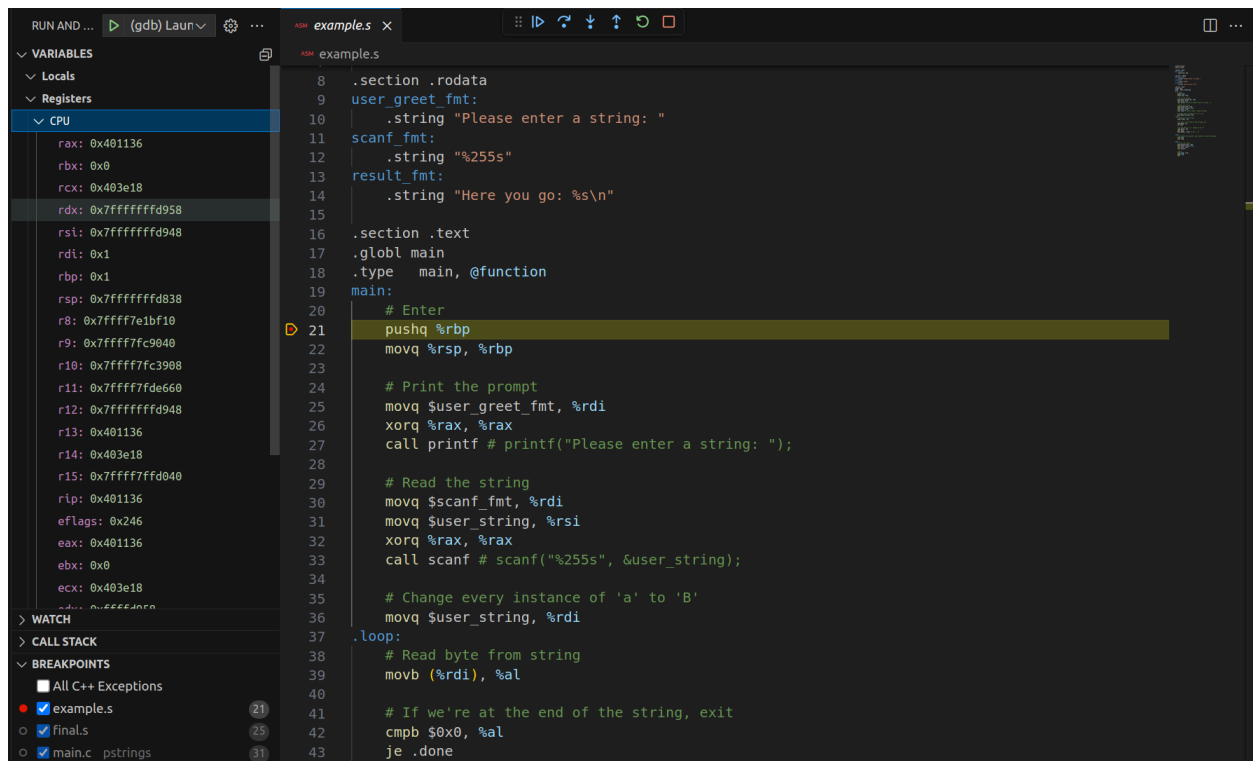 RUN AND ... (gdb) Laun ...
VARIABLES
Locals
Registers
CPU
rax: 0x401136
rbx: 0x0
rcx: 0x403e18
rdx: 0x7fffffffd958
rsi: 0x7fffffffd948
rdi: 0x1
rbp: 0x1
rsp: 0x7fffffffd838
r8: 0x7ffff7e1bf10
r9: 0x7ffff7fc9040
r10: 0x7ffff7fc3908
r11: 0x7ffff7fde660
r12: 0x7fffffffd948
r13: 0x401136
r14: 0x403e18
r15: 0x7ffff7ffd040
rip: 0x401136
eflags: 0x246
eax: 0x401136
ebx: 0x0
ecx: 0x403e18
WATCH
CALL STACK
BREAKPOINTS
All C++ Exceptions
example.s 21
final.s 25
main.c pstrings 31
ASM example.s
ASM example.s
8 .section .rodata
9 user_greet_fmt:
10 .string "Please enter a string: "
11 scanf_fmt:
12 .string "%255s"
13 result_fmt:
14 .string "Here you go: %s\n"
15
16 .section .text
17 .globl main
18 .type main, @function
19 main:
20 # Enter
21 pushq %rbp
22 movq %rsp, %rbp
23
24 # Print the prompt
25 movq $user_greet_fmt, %rdi
26 xorq %rax, %rax
27 call printf # printf("Please enter a string: ");
28
29 # Read the string
30 movq $scanf_fmt, %rdi
31 movq $user_string, %rsi
32 xorq %rax, %rax
33 call scanf # scanf("%255s", &user_string);
34
35 # Change every instance of 'a' to 'B'
36 movq $user_string, %rdi
37 .loop:
38 # Read byte from string
39 movb (%rdi), %al
40
41 # If we're at the end of the string, exit
42 cmpb $0x0, %al
43 je .done